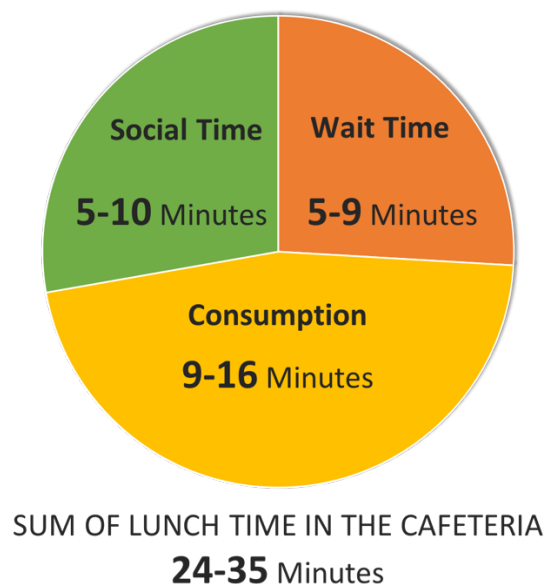 Social Time
5-10 Minutes
Wait Time
5-9 Minutes
Consumption
9-16 Minutes
SUM OF LUNCH TIME IN THE CAFETERIA
24-35 Minutes